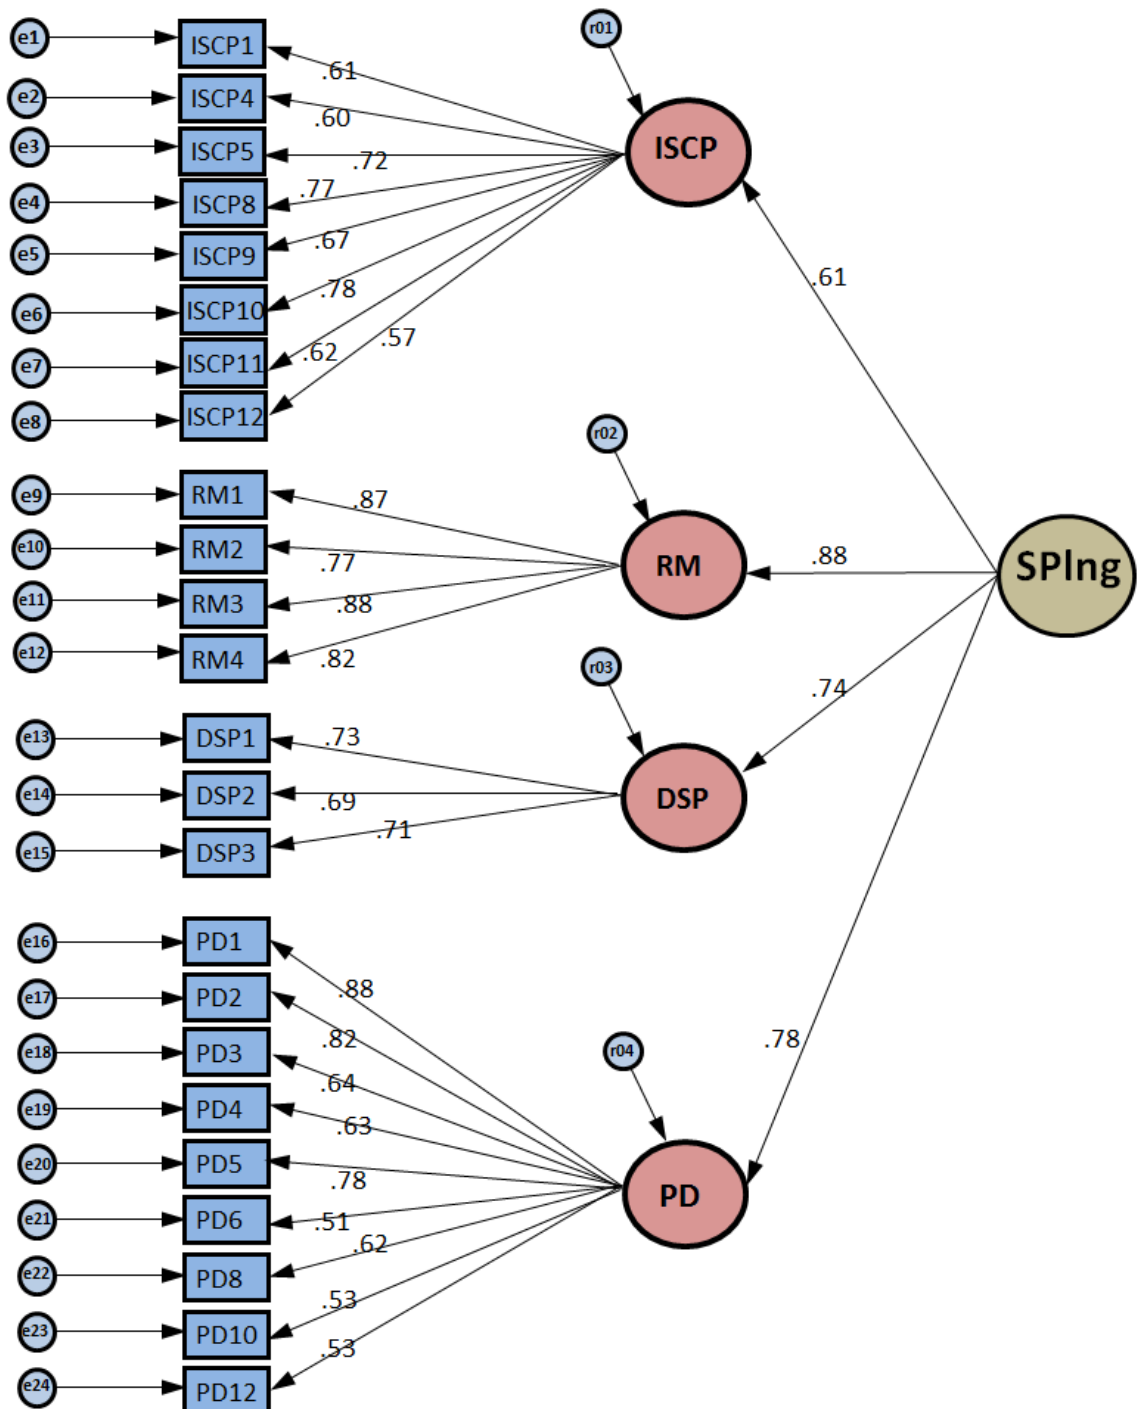 e1
ISCP1
.61
e2
ISCP4
.60
e3
ISCP5
.72
e4
ISCP8
.77
e5
ISCP9
.67
e6
ISCP10
.78
e7
ISCP11
.62
.57
e8
ISCP12
r01
ISCP
.61
e9
RM1
.87
e10
RM2
.77
e11
RM3
.88
e12
RM4
.82
r02
RM
.88
SPlng
e13
DSP1
.73
e14
DSP2
.69
e15
DSP3
.71
r03
DSP
.74
e16
PD1
.88
e17
PD2
.82
e18
PD3
.64
e19
PD4
.63
e20
PD5
.78
e21
PD6
.51
e22
PD8
.62
e23
PD10
.53
e24
PD12
.53
r04
PD
.78